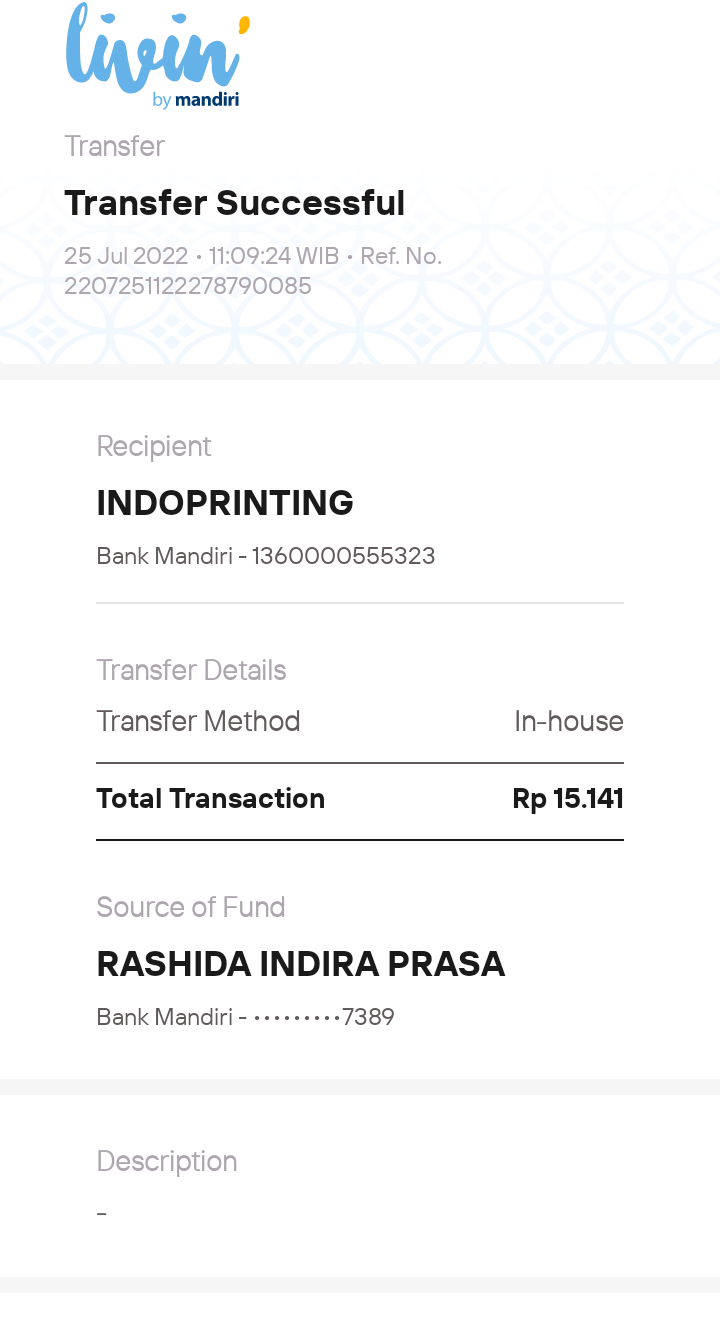 livin'
by mandiri
Transfer
Transfer Successful
25 Jul 2022 • 11:09:24 WIB • Ref. No.
2207251122278790085
Recipient
INDOPRINTING
Bank Mandiri - 1360000555323
Transfer Details
Transfer Method In-house
Total Transaction Rp 15.141
Source of Fund
RASHIDA INDIRA PRASA
Bank Mandiri - •••••••••7389
Description
-